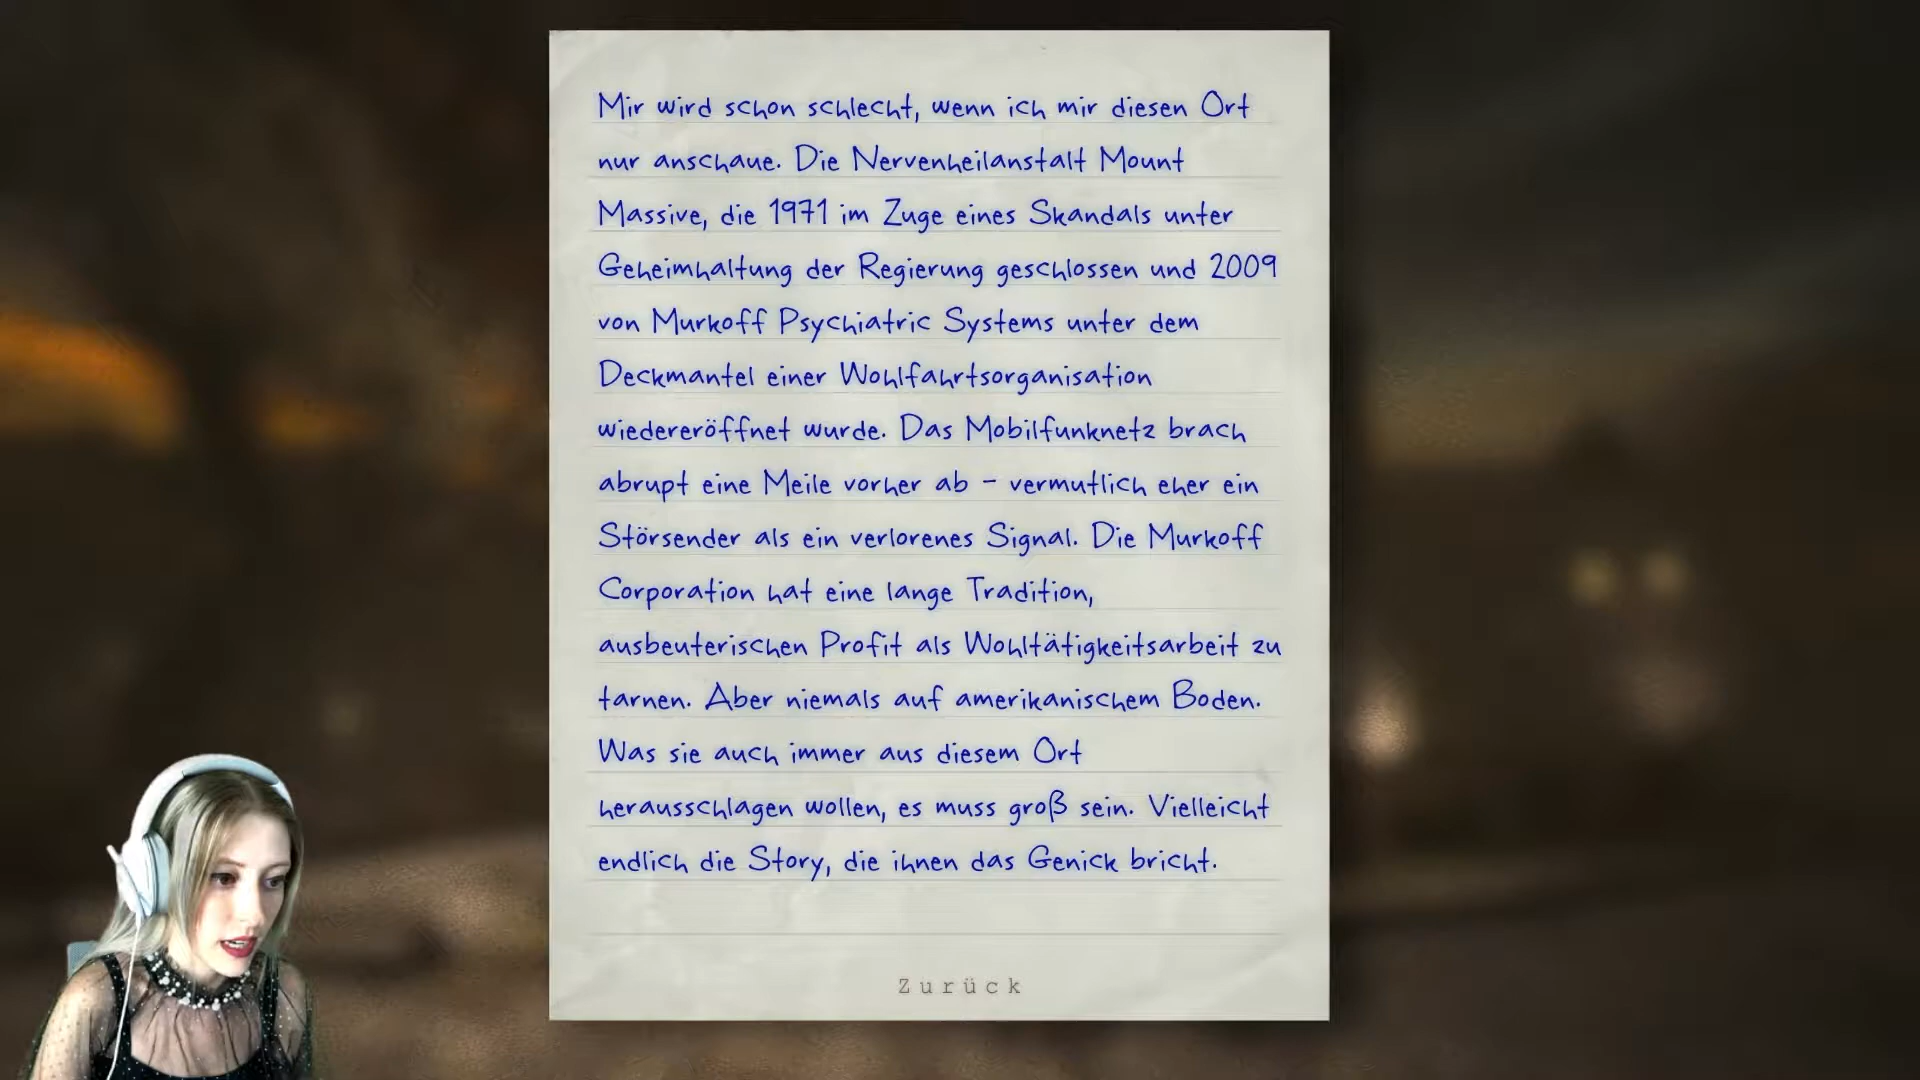 Mir wird schon schlecht, wenn ich mir diesen Ort
nur anschaue. Die Nervenheilanstalt Mount
Massive, die 1971 im Zuge eines Skandals unter
Geheimhaltung der Regierung geschlossen und 2009
von Murkoff Psychiatric Systems unter dem
Deckmantel einer Wohlfahrtsorganisation
wiedereröffnet wurde. Das Mobilfunknetz brach
abrupt eine Meile vorher ab - vermutlich eher ein
Störsender als ein verlorenes Signal. Die Murkoff
Corporation hat eine lange Tradition,
ausbeuterischen Profit als Wohltätigkeitsarbeit zu
tarnen. Aber niemals auf amerikanischem Boden.
Was sie auch immer aus diesem Ort
herausschlagen wollen, es muss groß sein. Vielleicht
endlich die Story, die ihnen das Genick bricht.
Zurück